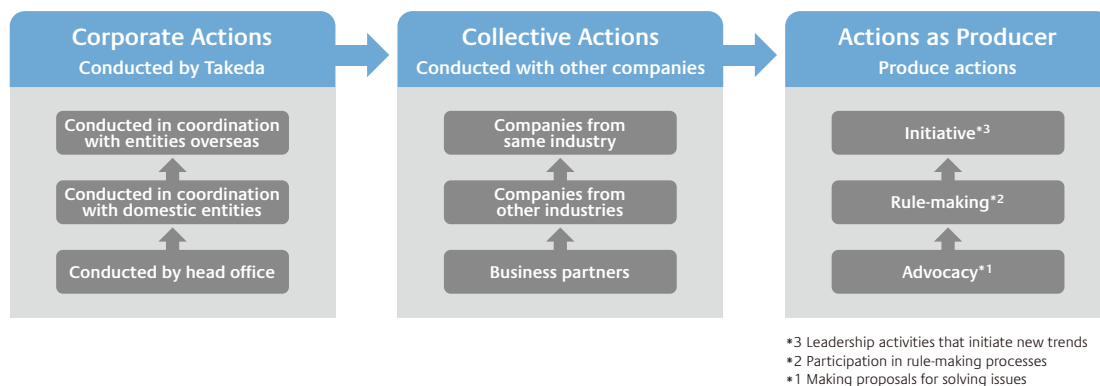 Corporate Actions
Conducted by Takeda
Conducted in coordination
with entities overseas
Conducted in coordination
with domestic entities
Conducted by head office
Collective Actions
Conducted with other companies
Companies from
same industry
Companies from
other industries
Business partners
Actions as Producer
Produce actions
Initiative*3
Rule-making*2
Advocacy*1
*3 Leadership activities that initiate new trends
*2 Participation in rule-making processes
*1 Making proposals for solving issues